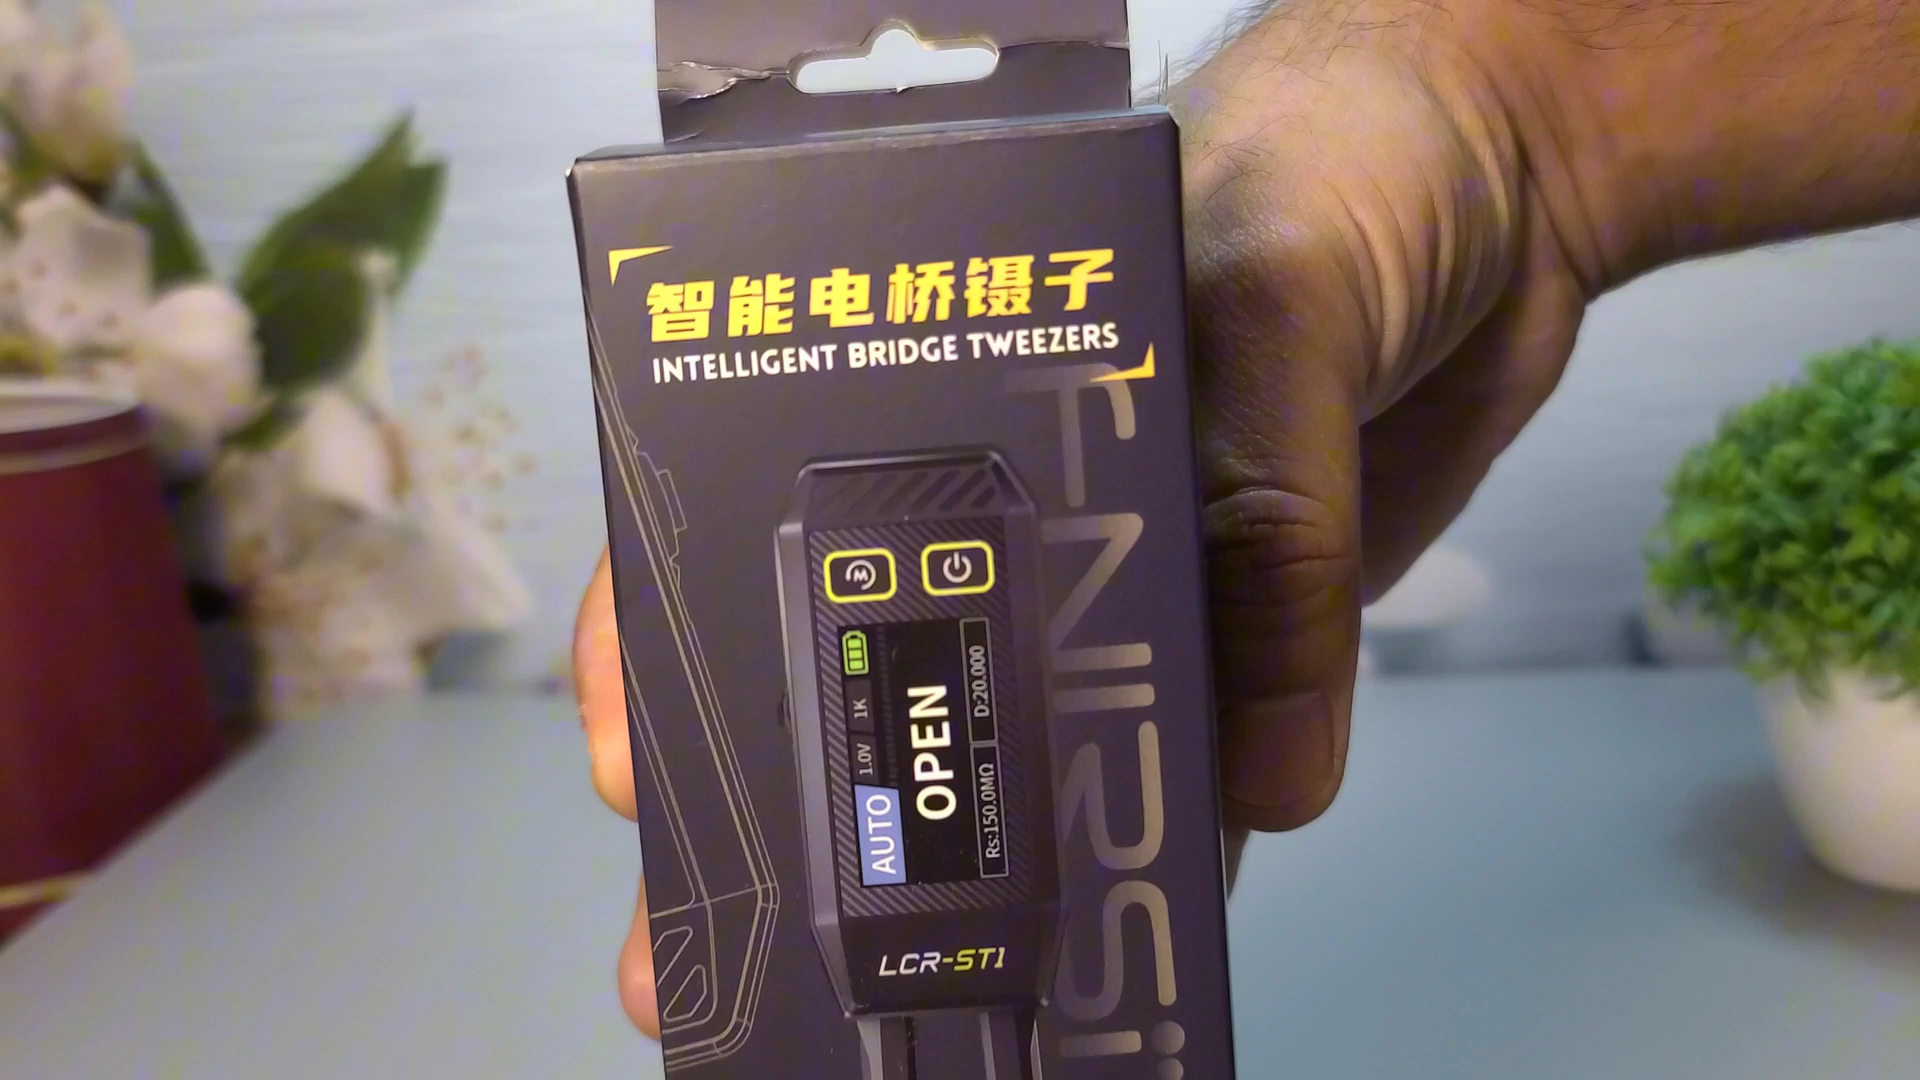 智能电桥镊子
INTELLIGENT BRIDGE TWEEZERS
FNIRSI
M
AUTO 1.0V 1K
OPEN
Rs:150.0MΩ D:20.000
LCR-ST1